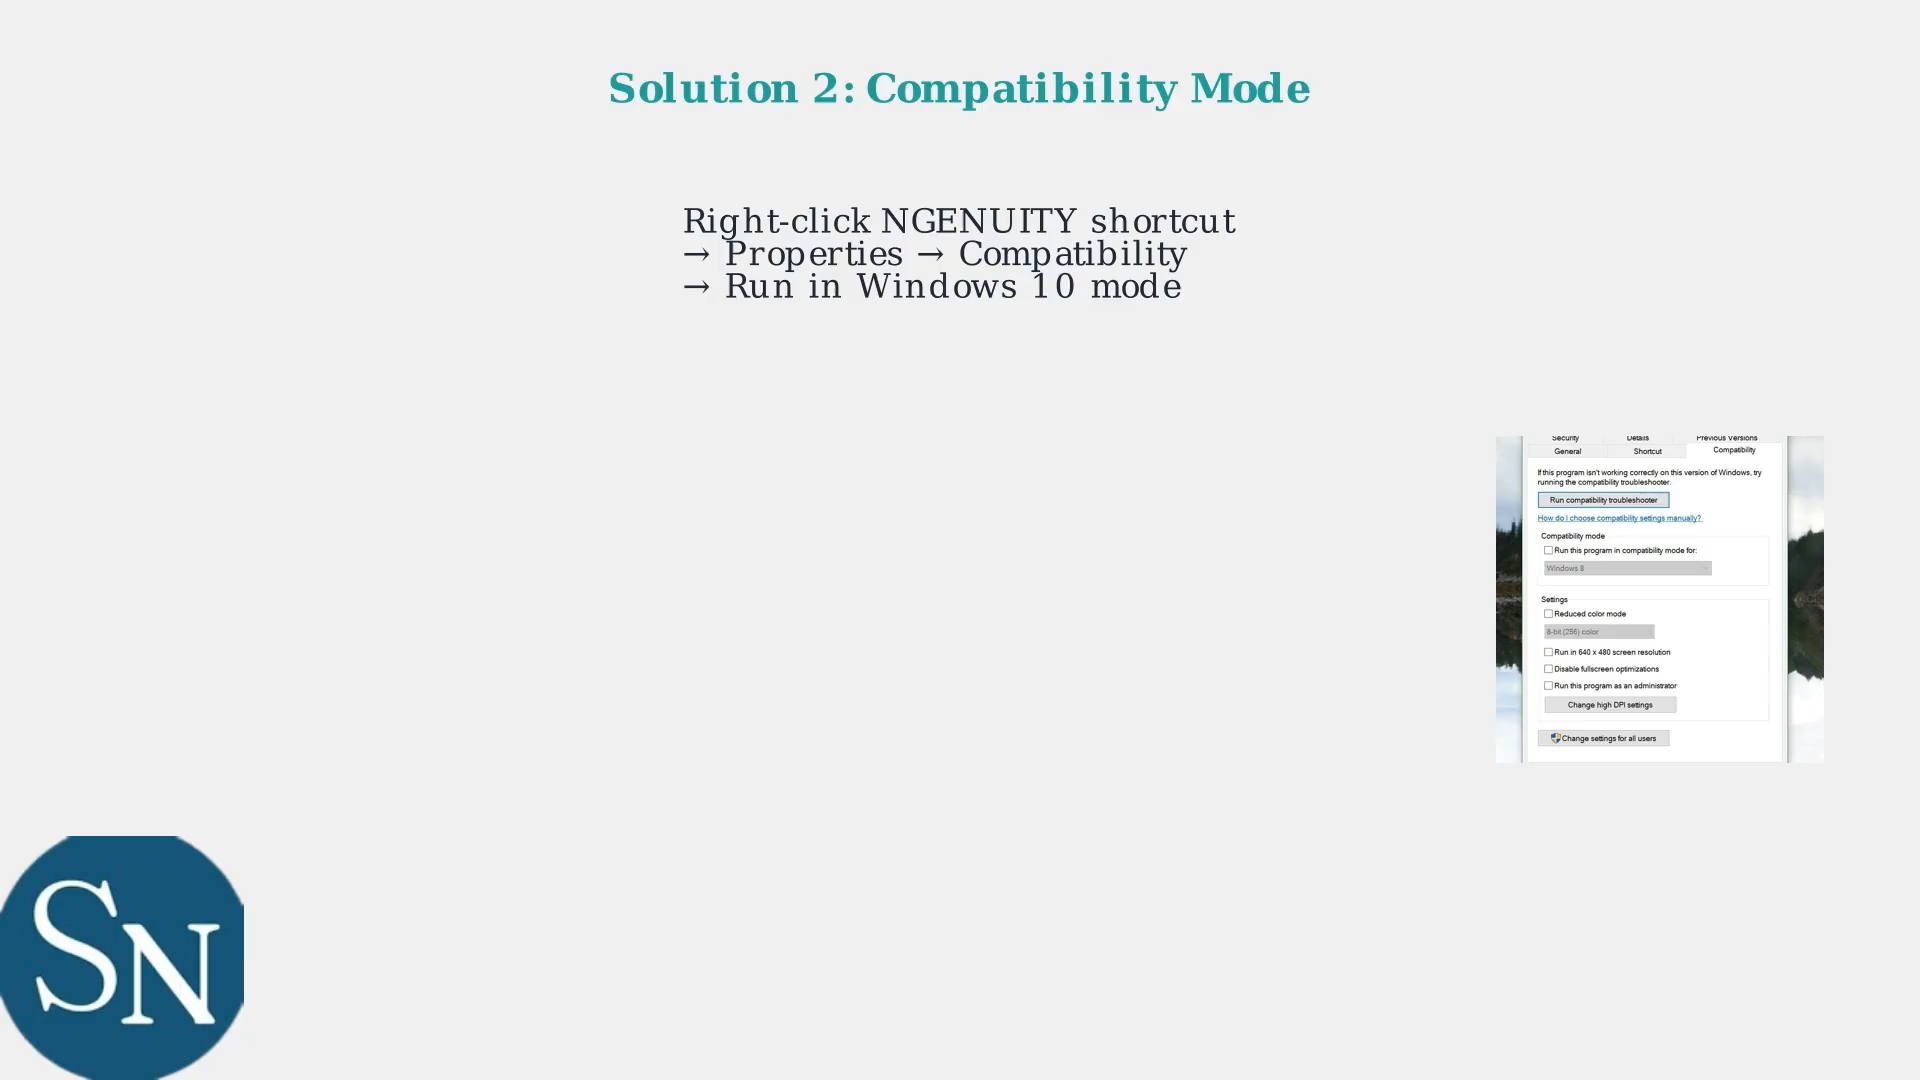 Solution 2: Compatibility Mode
Right-click NGENUITY shortcut
→ Properties → Compatibility
→ Run in Windows 10 mode
Security Details Previous Versions
General Shortcut Compatibility
If this program isn't working correctly on this version of Windows, try
running the compatibility troubleshooter.
Run compatibility troubleshooter
How do I choose compatibility settings manually?
Compatibility mode
Run this program in compatibility mode for:
Windows 8
Settings
Reduced color mode
8-bit (256) color
Run in 640 x 480 screen resolution
Disable fullscreen optimizations
Run this program as an administrator
Change high DPI settings
Change settings for all users
SN